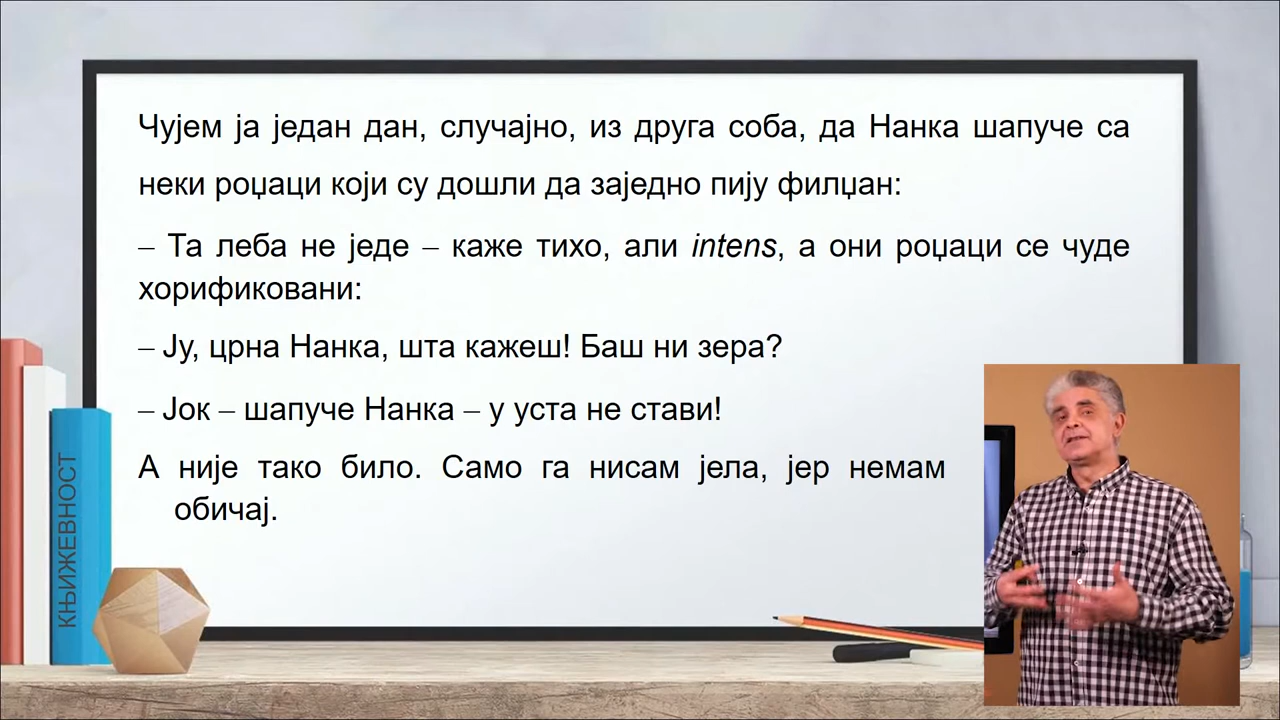 Чујем ја један дан, случајно, из друга соба, да Нанка шапуче са
неки роџаци који су дошли да заједно пију филџан:
– Та леба не једе – каже тихо, али intens, а они роџаци се чуде
хорификовани:
– Ју, црна Нанка, шта кажеш! Баш ни зера?
– Јок – шапуче Нанка – у уста не стави!
А није тако било. Само га нисам јела, јер немам
обичај.
КЊИЖЕВНОСТ